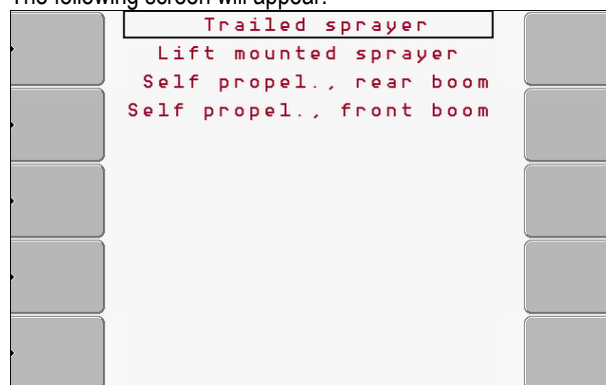 The following screen will appear:
Trailed sprayer
Lift mounted sprayer
Self propel., rear boom
Self propel., front boom